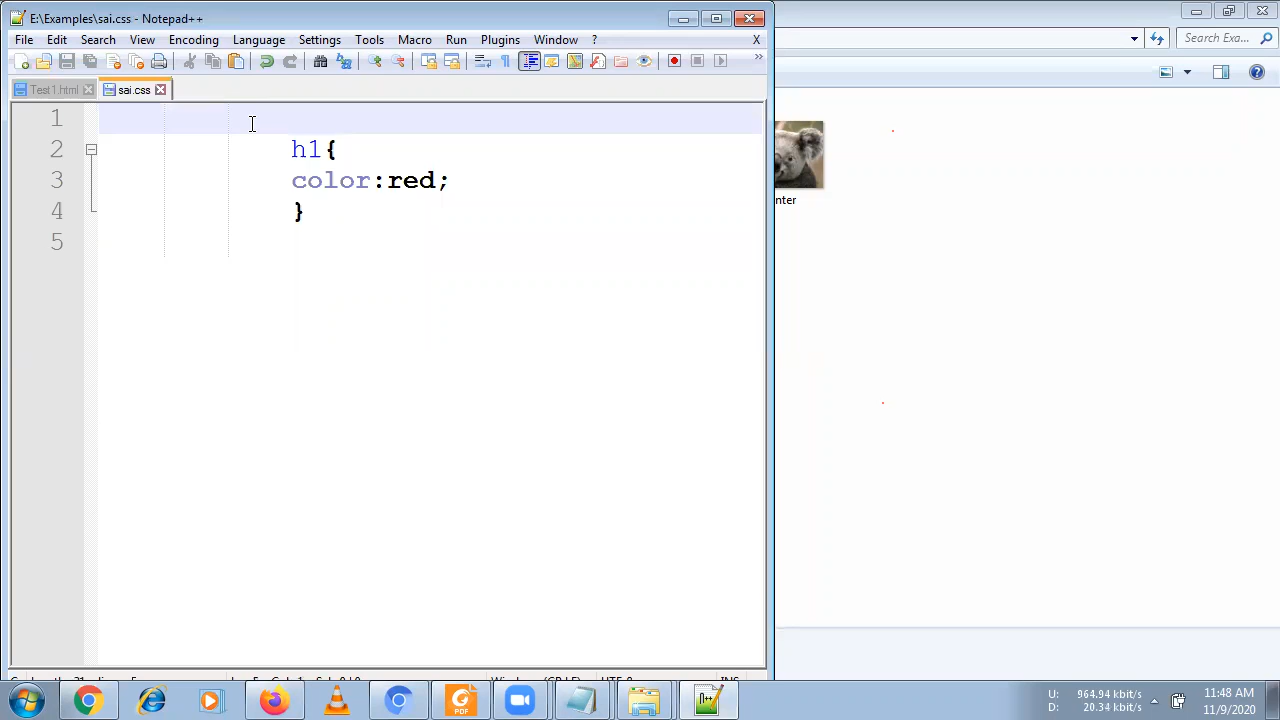 E:\Examples\sai.css - Notepad++
File Edit Search View Encoding Language Settings Tools Macro Run Plugins Window ? X
Search Exa...
Test1.html sai.css
1
2 h1{
3 color:red;
4 }
5
nter
U: 964.94 kbit/s
D: 20.34 kbit/s
11:48 AM
11/9/2020